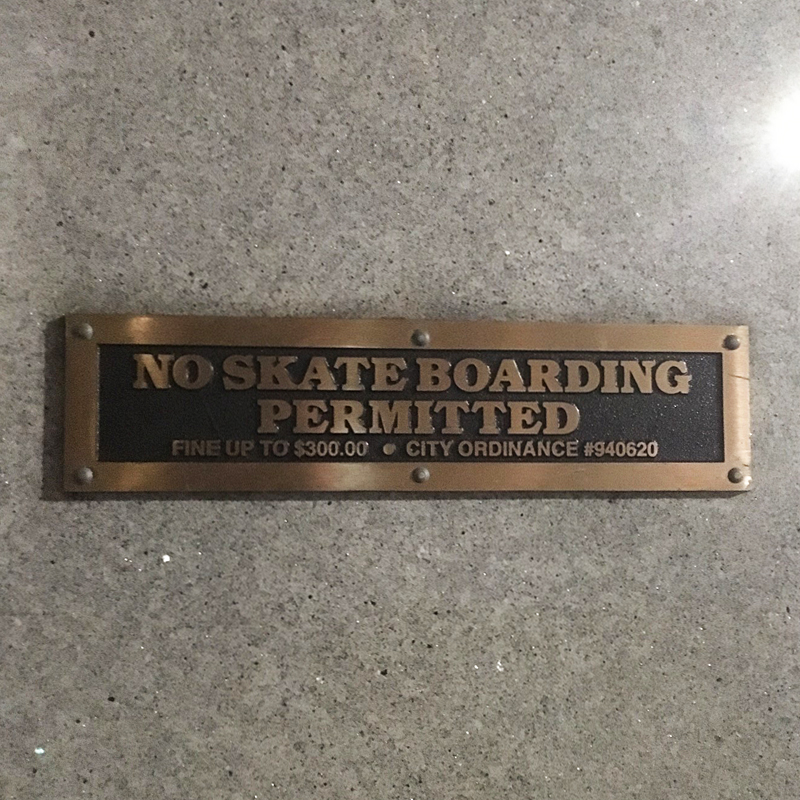 NO SKATE BOARDING
PERMITTED
FINE UP TO $300.00 • CITY ORDINANCE #940620